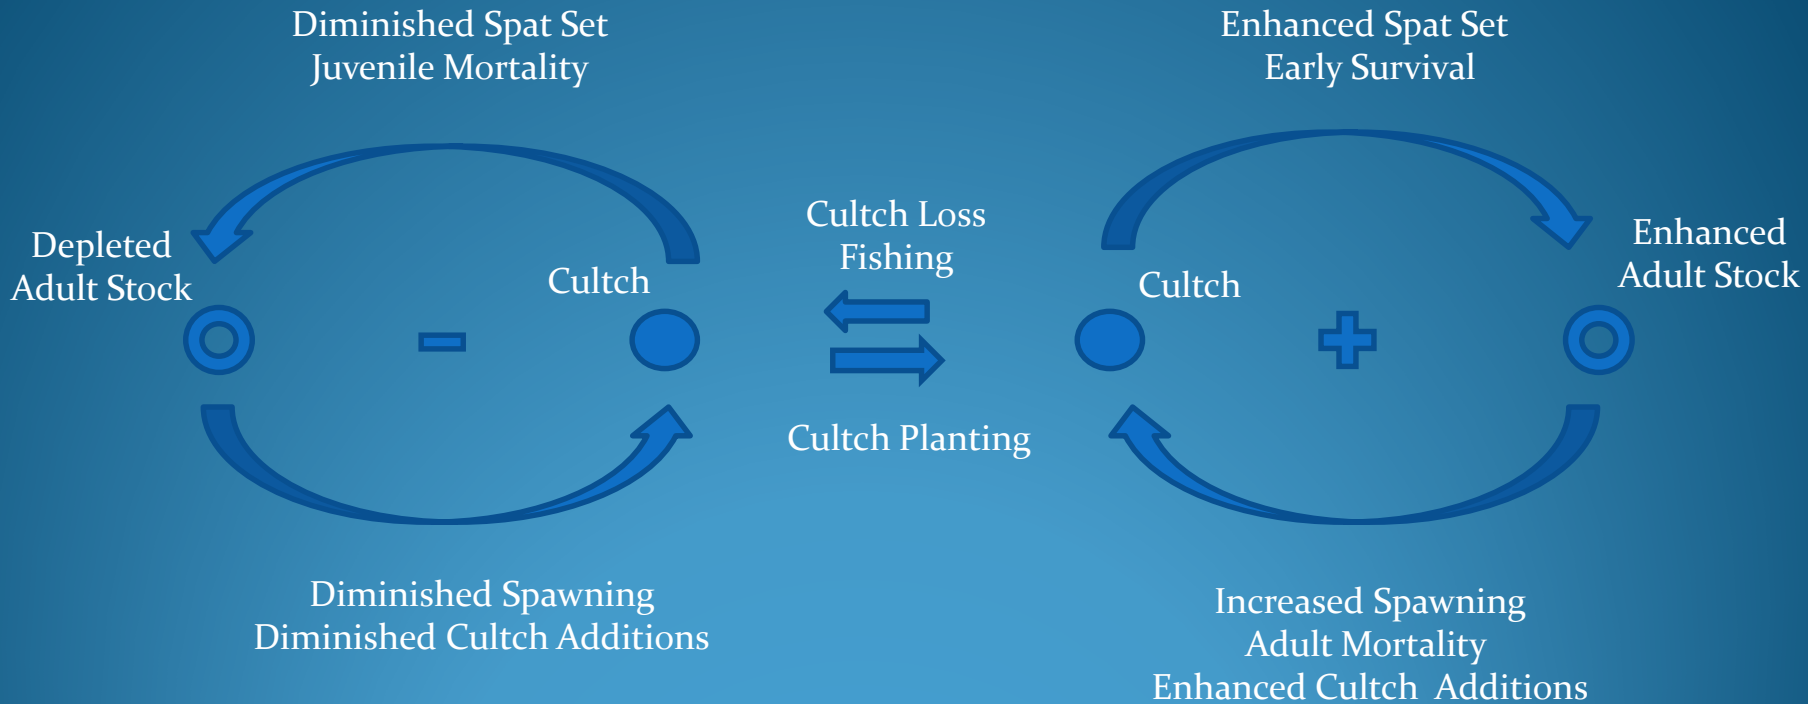 Diminished Spat Set
Juvenile Mortality
Enhanced Spat Set
Early Survival
Depleted
Adult Stock
Cultch
Cultch Loss
Fishing
Cultch
Enhanced
Adult Stock
Cultch Planting
Diminished Spawning
Diminished Cultch Additions
Increased Spawning
Adult Mortality
Enhanced Cultch Additions